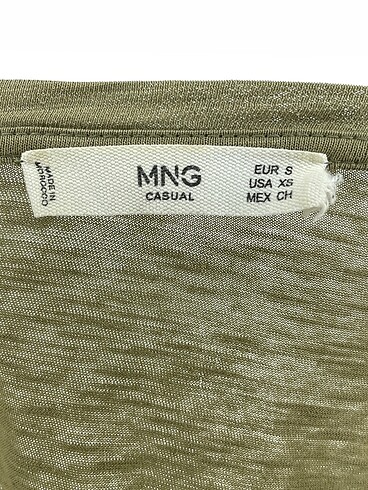 MADE IN
MOROCCO
MNG
CASUAL
EUR S
USA XS
MEX CH